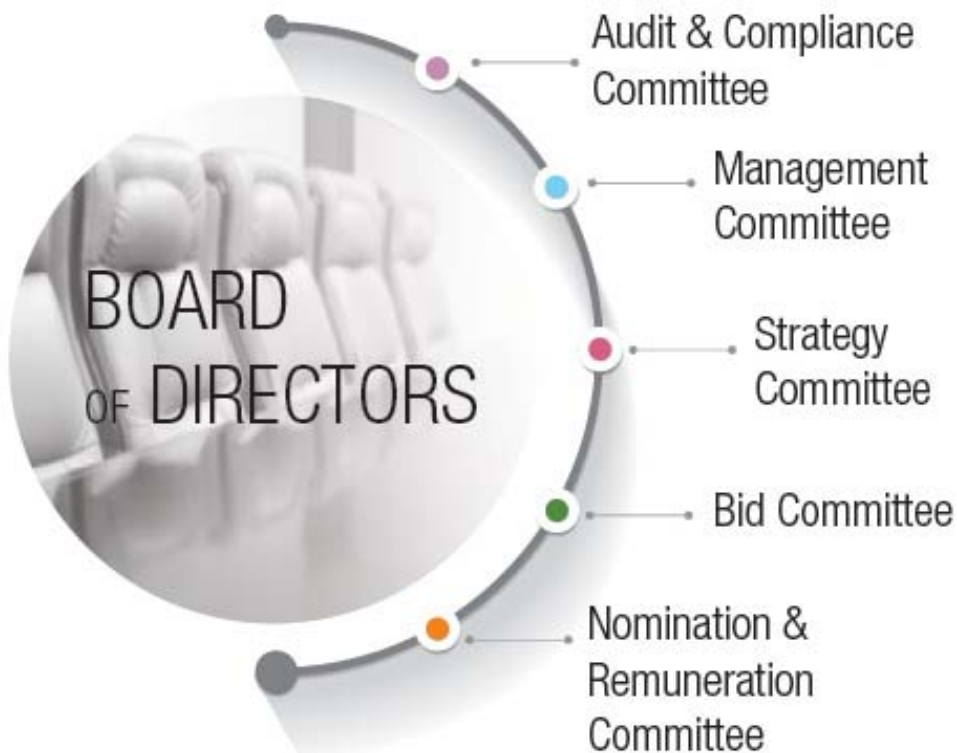 BOARD
OF DIRECTORS
Audit & Compliance
Committee
Management
Committee
Strategy
Committee
Bid Committee
Nomination &
Remuneration
Committee